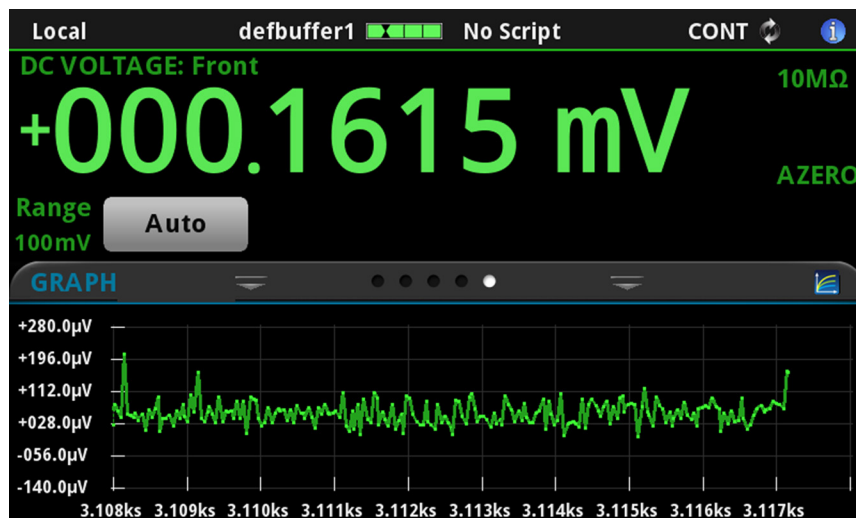 Local defbuffer1 No Script CONT i
DC VOLTAGE: Front
10MΩ
+000.1615 mV
AZERO
Range
100mV
Auto
GRAPH
+280.0µV
+196.0µV
+112.0µV
+028.0µV
-056.0µV
-140.0µV
3.108ks 3.109ks 3.110ks 3.111ks 3.112ks 3.113ks 3.114ks 3.115ks 3.116ks 3.117ks